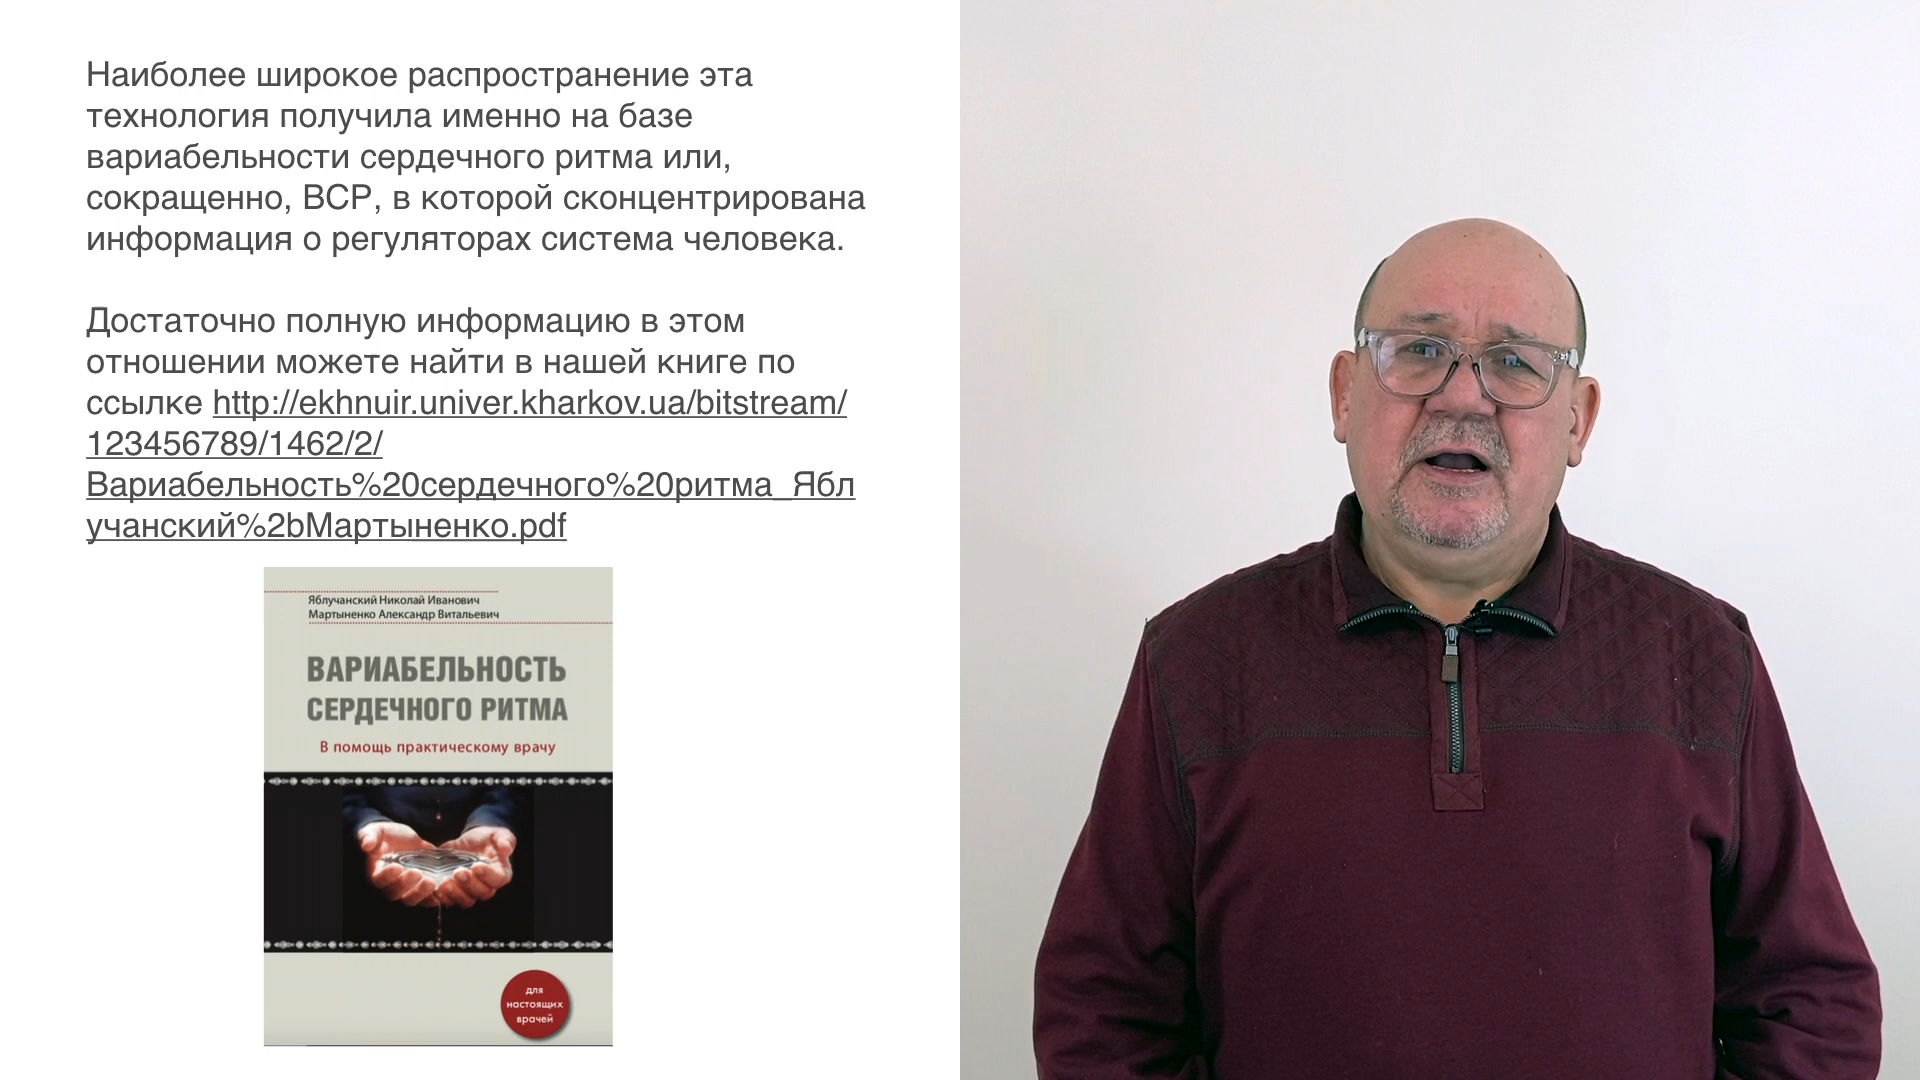 Наиболее широкое распространение эта
технология получила именно на базе
вариабельности сердечного ритма или,
сокращенно, ВСР, в которой сконцентрирована
информация о регуляторах система человека.
Достаточно полную информацию в этом
отношении можете найти в нашей книге по
ссылке http://ekhnuir.univer.kharkov.ua/bitstream/
123456789/1462/2/
Вариабельность%20сердечного%20ритма_Ябл
учанский%2bМартыненко.pdf
Яблучанский Николай Иванович
Мартыненко Александр Витальевич
ВАРИАБЕЛЬНОСТЬ
СЕРДЕЧНОГО РИТМА
В помощь практическому врачу
для
настоящих
врачей